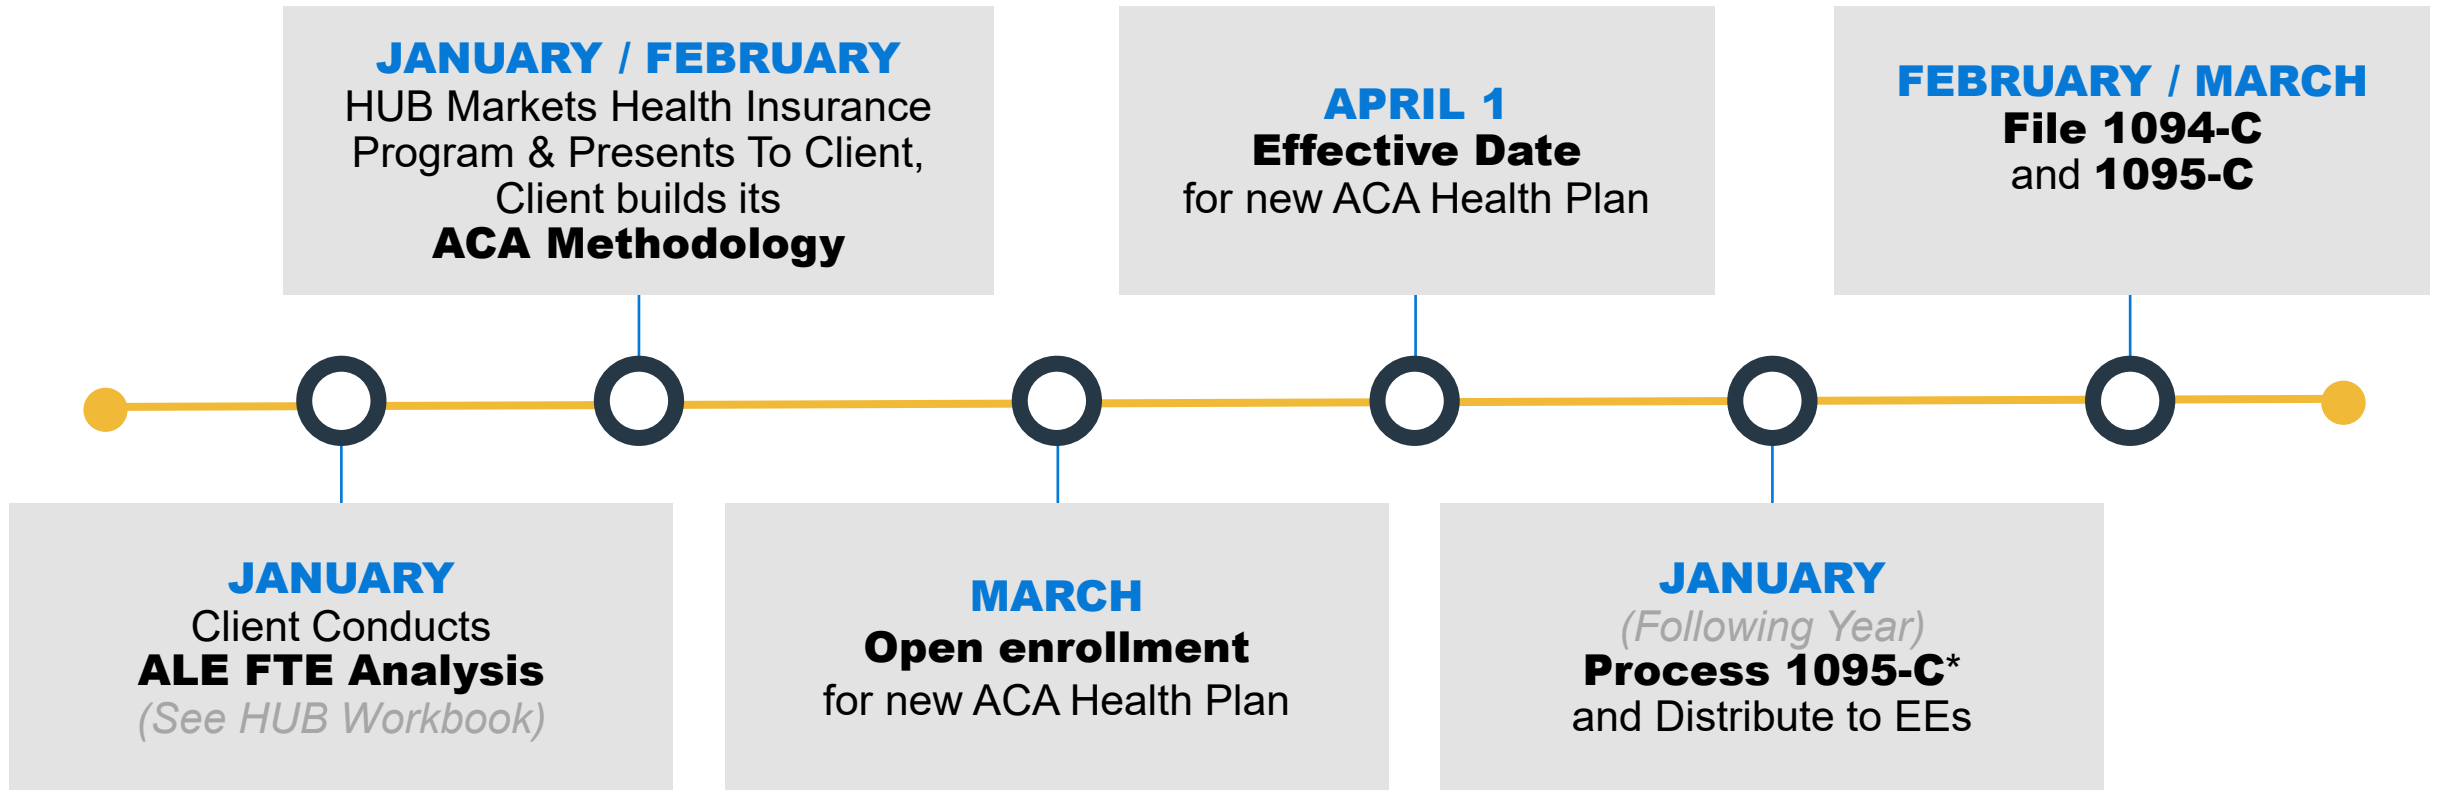 JANUARY / FEBRUARY
HUB Markets Health Insurance
Program & Presents To Client,
Client builds its
ACA Methodology
APRIL 1
Effective Date
for new ACA Health Plan
FEBRUARY / MARCH
File 1094-C
and 1095-C
JANUARY
Client Conducts
ALE FTE Analysis
(See HUB Workbook)
MARCH
Open enrollment
for new ACA Health Plan
JANUARY
(Following Year)
Process 1095-C*
and Distribute to EEs